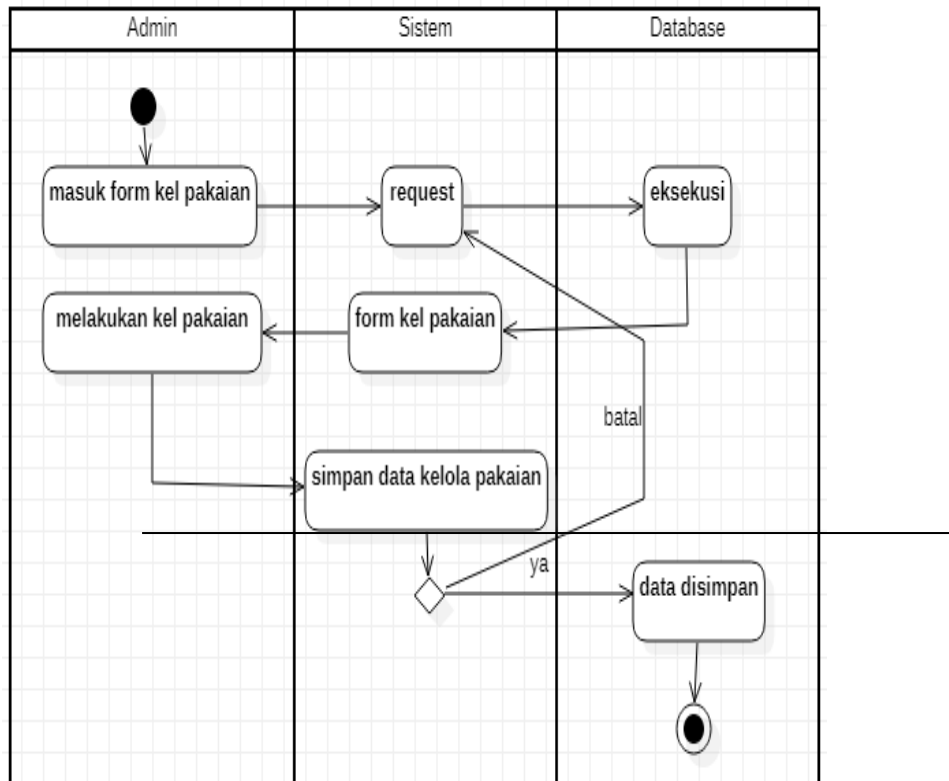 Admin
Sistem
Database
masuk form kel pakaian
request
eksekusi
melakukan kel pakaian
form kel pakaian
batal
simpan data kelola pakaian
ya
data disimpan